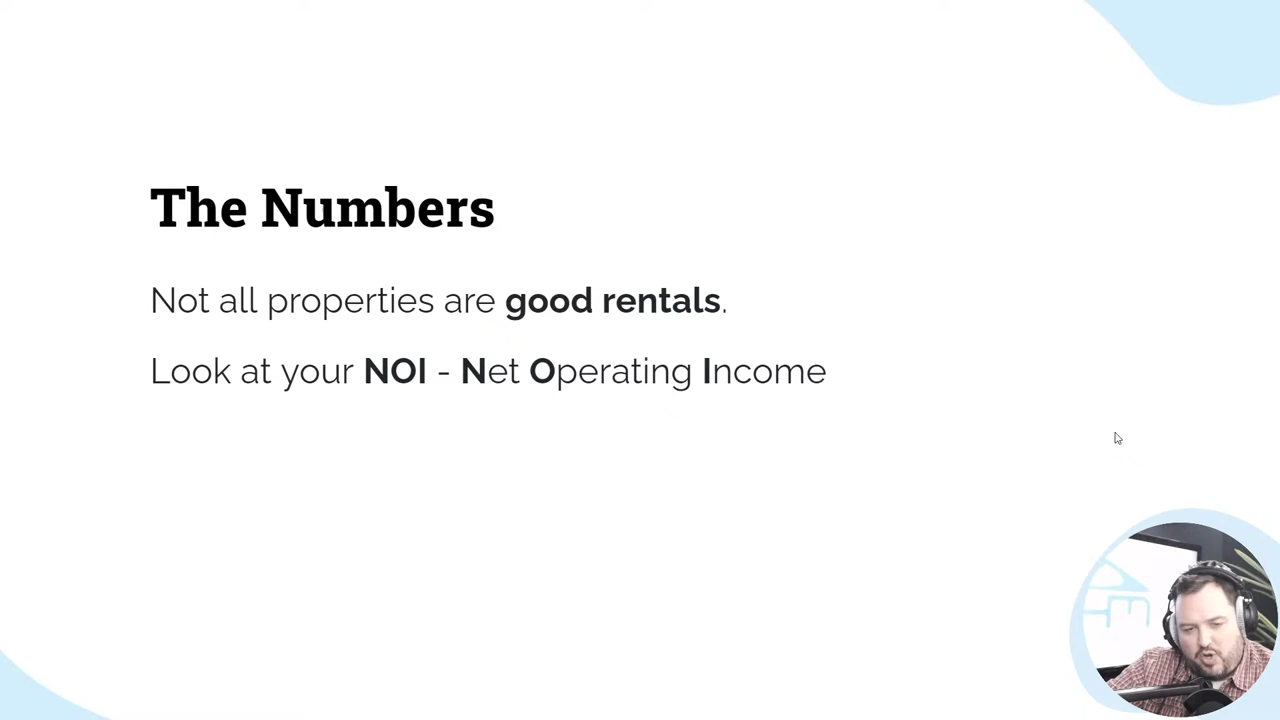 The Numbers
Not all properties are good rentals.
Look at your NOI - Net Operating Income